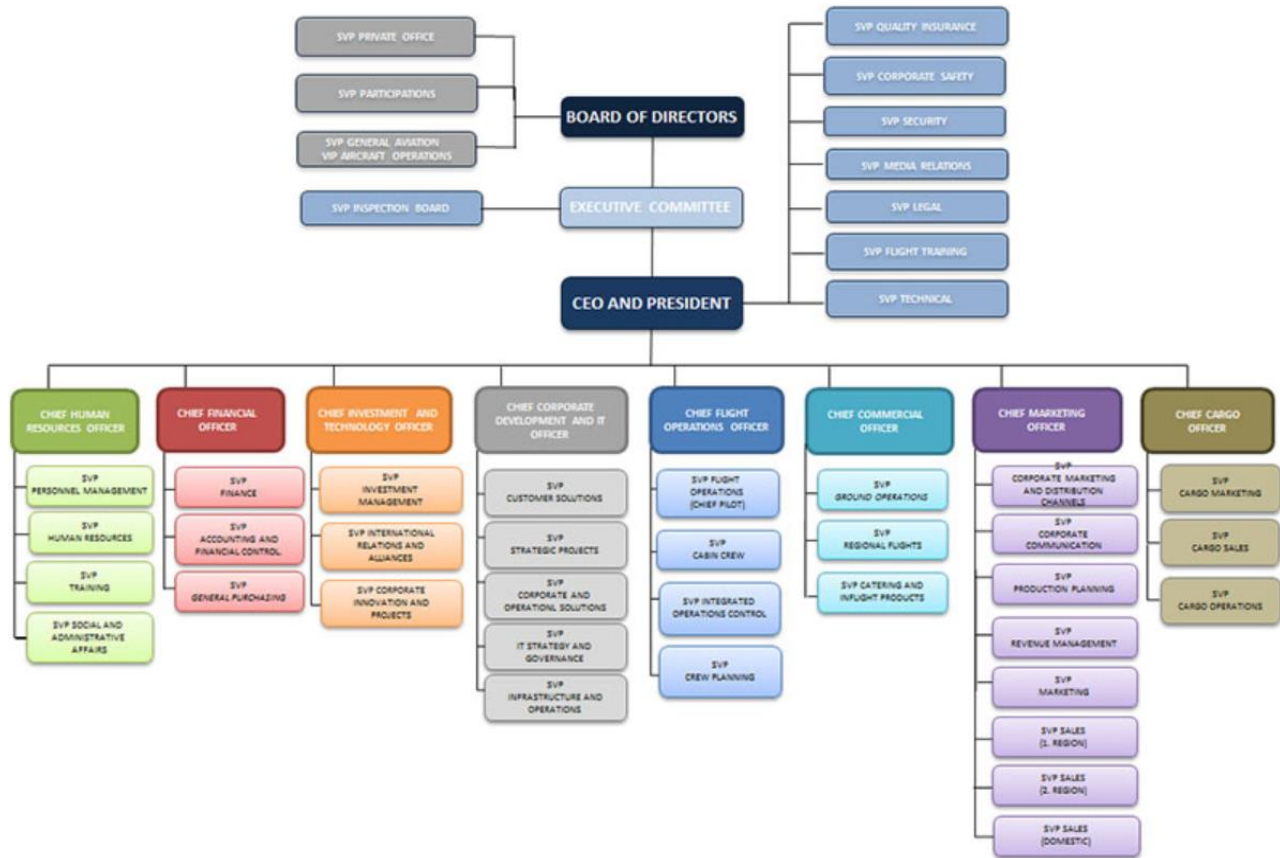 SVP PRIVATE OFFICE
SVP PARTICIPATIONS
SVP GENERAL AVIATION
VIP AIRCRAFT OPERATIONS
SVP INSPECTION BOARD
BOARD OF DIRECTORS
EXECUTIVE COMMITTEE
CEO AND PRESIDENT
SVP QUALITY INSURANCE
SVP CORPORATE SAFETY
SVP SECURITY
SVP MEDIA RELATIONS
SVP LEGAL
SVP FLIGHT TRAINING
SVP TECHNICAL
CHIEF HUMAN
RESOURCES OFFICER
SVP
PERSONNEL MANAGEMENT
SVP
HUMAN RESOURCES
SVP
TRAINING
SVP SOCIAL AND
ADMINISTRATIVE
AFFAIRS
CHIEF FINANCIAL
OFFICER
SVP
FINANCE
SVP
ACCOUNTING AND
FINANCIAL CONTROL.
SVP
GENERAL PURCHASING
CHIEF INVESTMENT AND
TECHNOLOGY OFFICER
SVP
INVESTMENT
MANAGEMENT
SVP INTERNATIONAL
RELATIONS AND
ALLIANCES
SVP CORPORATE
INNOVATION AND
PROJECTS
CHIEF CORPORATE
DEVELOPMENT AND IT
OFFICER
SVP
CUSTOMER SOLUTIONS
SVP
STRATEGIC PROJECTS
SVP
CORPORATE AND
OPERATIONL SOLUTIONS
SVP
IT STRATEGY AND
GOVERNANCE
SVP
INFRASTRUCTURE AND
OPERATIONS
CHIEF FLIGHT
OPERATIONS OFFICER
SVP FLIGHT
OPERATIONS
(CHIEF PILOT)
SVP
CABIN CREW
SVP INTEGRATED
OPERATIONS CONTROL
SVP
CREW PLANNING
CHIEF COMMERCIAL
OFFICER
SVP
GROUND OPERATIONS
SVP
REGIONAL FLIGHTS
SVP CATERING AND
INFLIGHT PRODUCTS
CHIEF MARKETING
OFFICER
SVP
CORPORATE MARKETING
AND DISTRIBUTION
CHANNELS
SVP
CORPORATE
COMMUNICATION
SVP
PRODUCTION PLANNING
SVP
REVENUE MANAGEMENT
SVP
MARKETING
SVP SALES
(1. REGION)
SVP SALES
(2. REGION)
SVP SALES
(DOMESTIC)
CHIEF CARGO
OFFICER
SVP
CARGO MARKETING
SVP
CARGO SALES
SVP
CARGO OPERATIONS